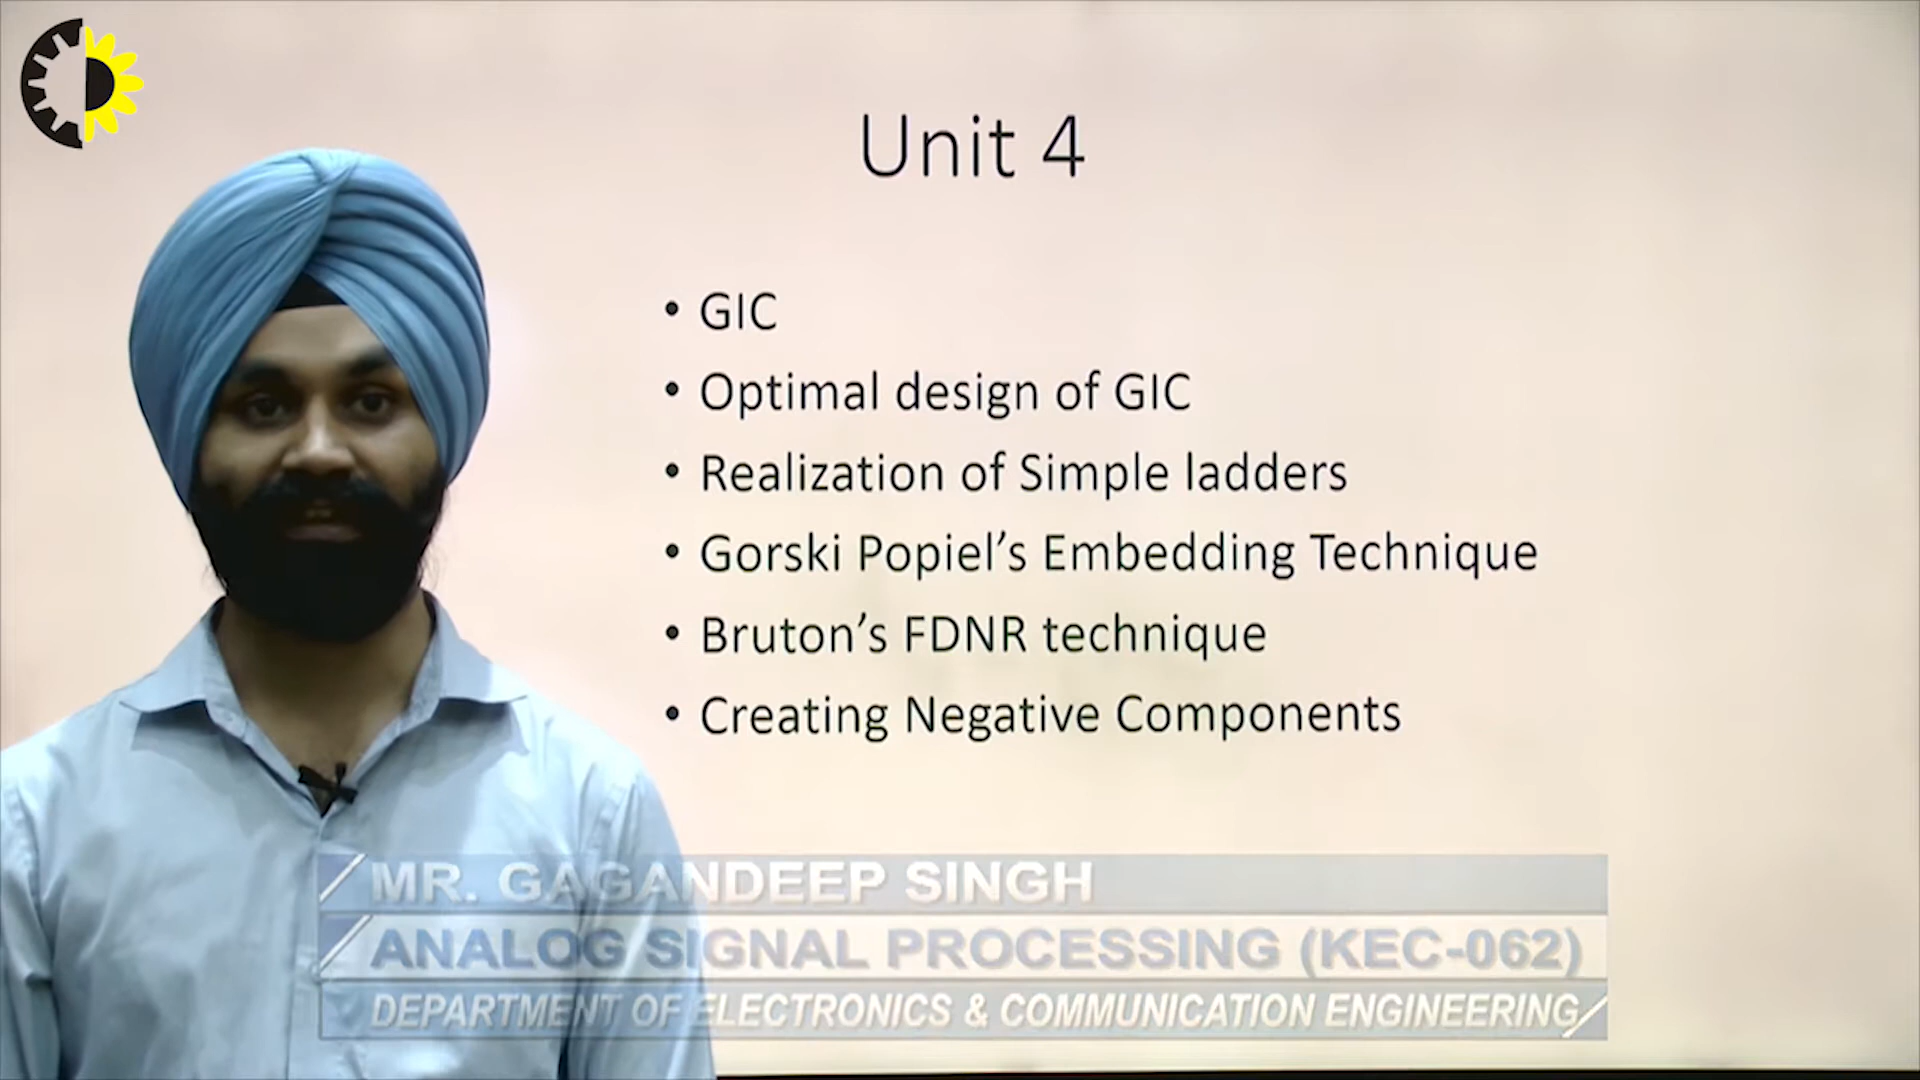 Unit 4
• GIC
• Optimal design of GIC
• Realization of Simple ladders
• Gorski Popiel’s Embedding Technique
• Bruton’s FDNR technique
• Creating Negative Components
MR. GAGANDEEP SINGH
ANALOG SIGNAL PROCESSING (KEC-062)
DEPARTMENT OF ELECTRONICS & COMMUNICATION ENGINEERING